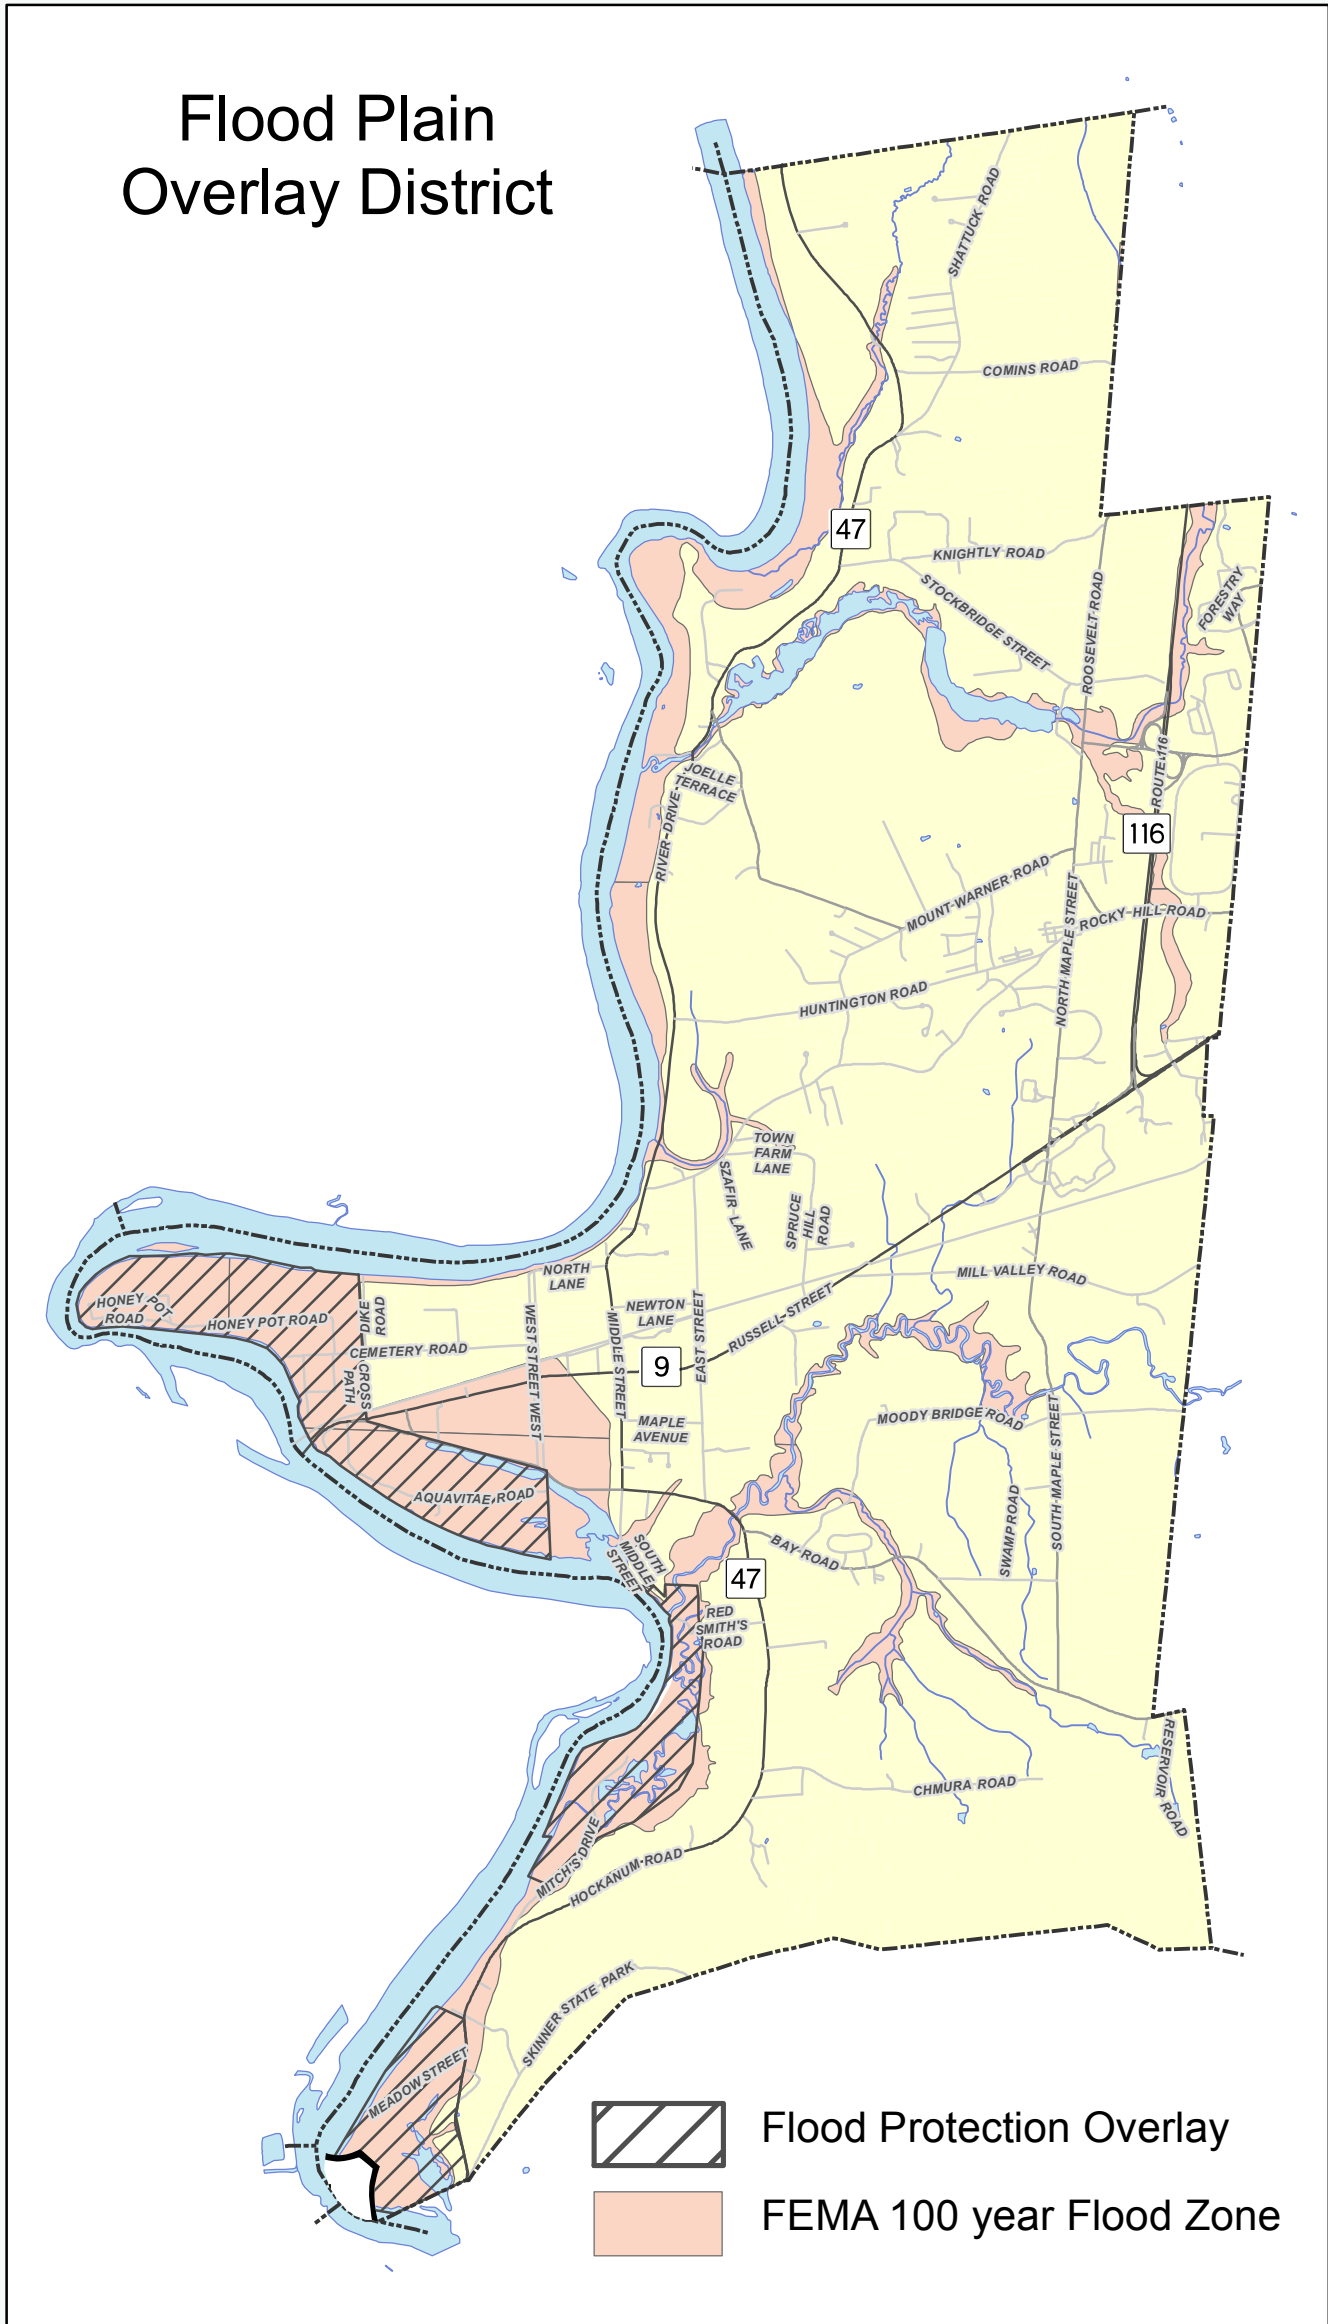 Flood Plain
Overlay District
SHATTUCK ROAD
COMINS ROAD
47
KNIGHTLY ROAD
STOCKBRIDGE STREET
ROOSEVELT ROAD
FORESTRY
WAY
JOELLE
TERRACE
RIVER DRIVE
ROUTE 116
116
MOUNT WARNER ROAD
NORTH MAPLE STREET
ROCKY HILL ROAD
HUNTINGTON ROAD
TOWN
FARM
LANE
SZAFIR LANE
SPRUCE
HILL
ROAD
NORTH
LANE
MILL VALLEY ROAD
HONEY POT
ROAD
HONEY POT ROAD
DIKE
ROAD
CEMETERY ROAD
CROSS
PATH
WEST STREET WEST
MIDDLE STREET
NEWTON
LANE
EAST STREET
RUSSELL STREET
9
MAPLE
AVENUE
MOODY BRIDGE ROAD
SOUTH MAPLE STREET
AQUAVITAE ROAD
SOUTH
MIDDLE
STREET
BAY ROAD
SWAMP ROAD
47
RED
SMITH'S
ROAD
RESERVOIR ROAD
CHMURA ROAD
MITCH'S DRIVE
HOCKANUM ROAD
SKINNER STATE PARK
MEADOW STREET
Flood Protection Overlay
FEMA 100 year Flood Zone